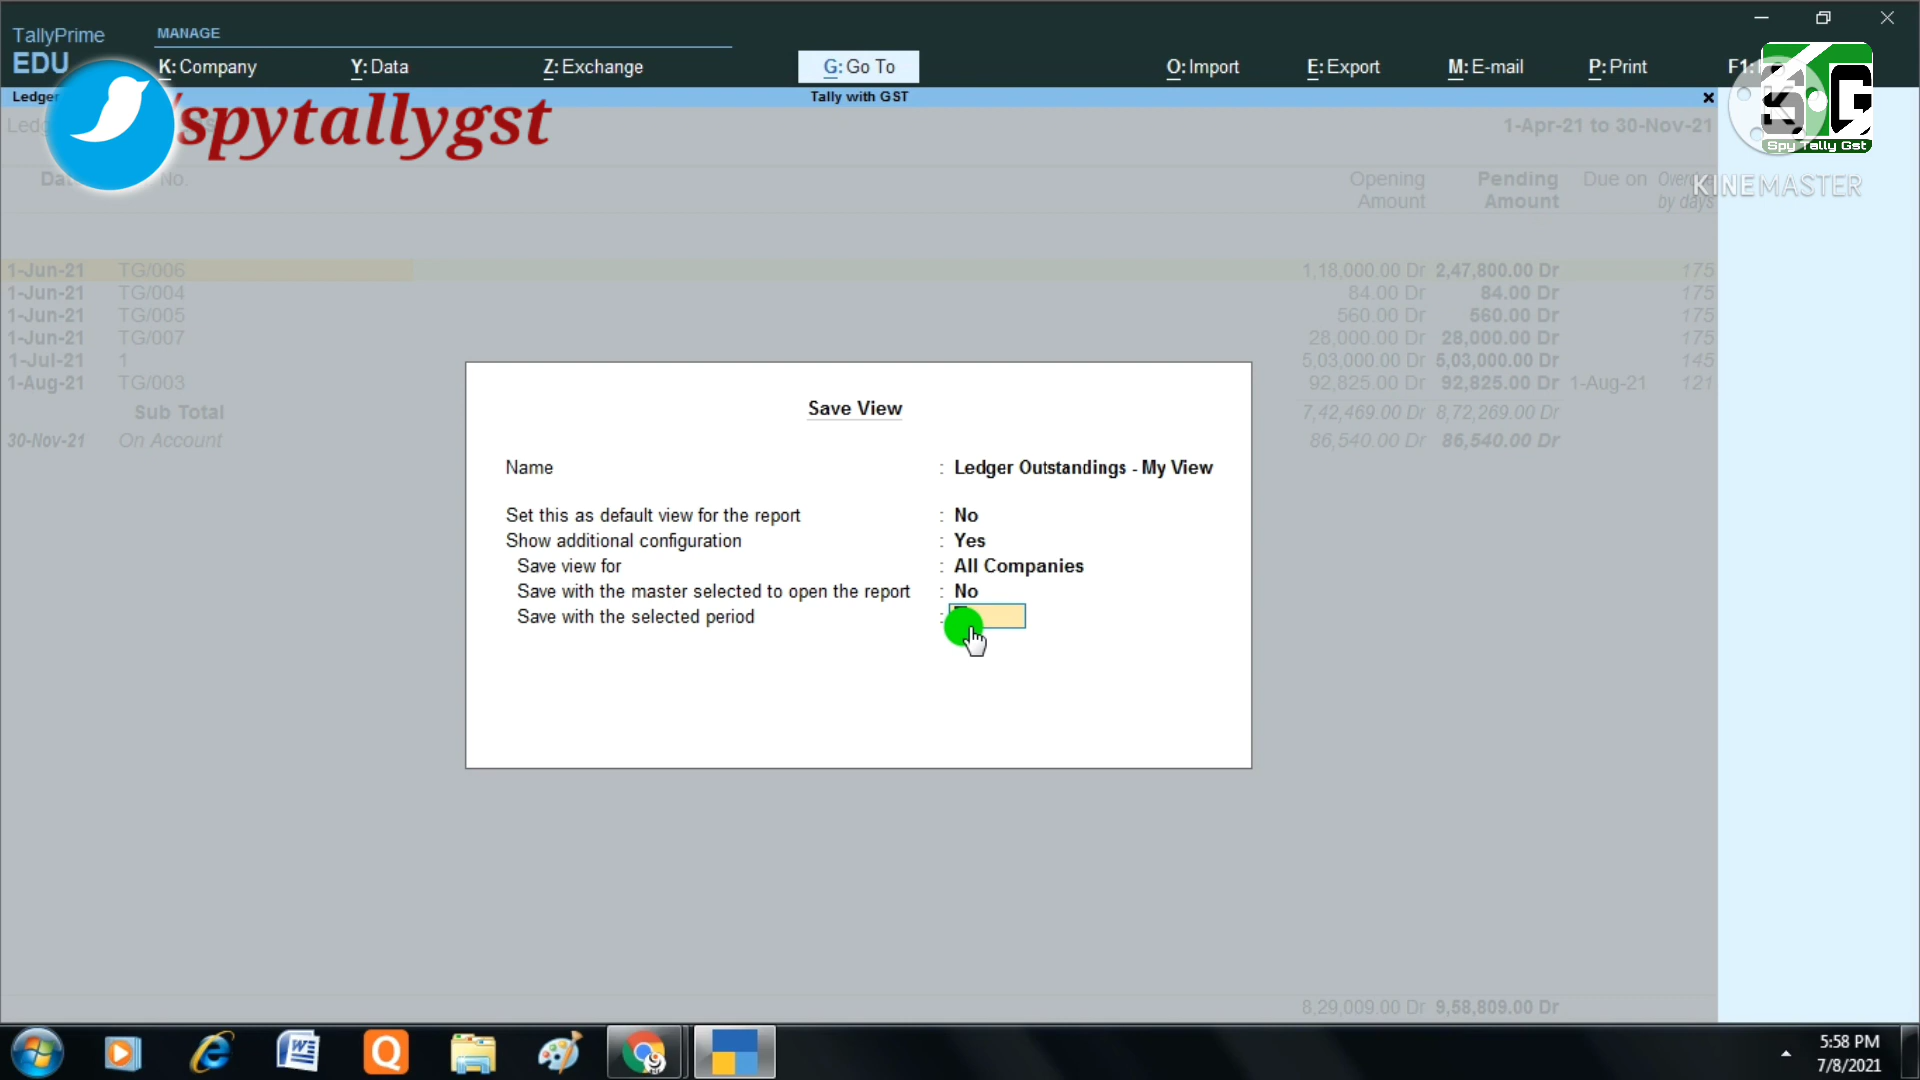 TallyPrime
EDU
MANAGE
K: Company
Y: Data
Z: Exchange
G: Go To
O: Import
E: Export
M: E-mail
P: Print
F1:
Ledger
Tally with GST
/spytallygst
1-Apr-21 to 30-Nov-21
S.G
Spy Tally Gst
KINEMASTER
No.
Opening Amount
Pending Amount
Due on
by days
1-Jun-21 TG/006 1,18,000.00 Dr 2,47,800.00 Dr 175
1-Jun-21 TG/004 84.00 Dr 84.00 Dr 175
1-Jun-21 TG/005 560.00 Dr 560.00 Dr 175
1-Jun-21 TG/007 28,000.00 Dr 28,000.00 Dr 175
1-Jul-21 1 5,03,000.00 Dr 5,03,000.00 Dr 145
1-Aug-21 TG/003 92,825.00 Dr 92,825.00 Dr 1-Aug-21 121
Sub Total 7,42,469.00 Dr 8,72,269.00 Dr
30-Nov-21 On Account 86,540.00 Dr 86,540.00 Dr
Save View
Name : Ledger Outstandings - My View
Set this as default view for the report : No
Show additional configuration : Yes
Save view for : All Companies
Save with the master selected to open the report : No
Save with the selected period :
8,29,009.00 Dr 9,58,809.00 Dr
5:58 PM
7/8/2021